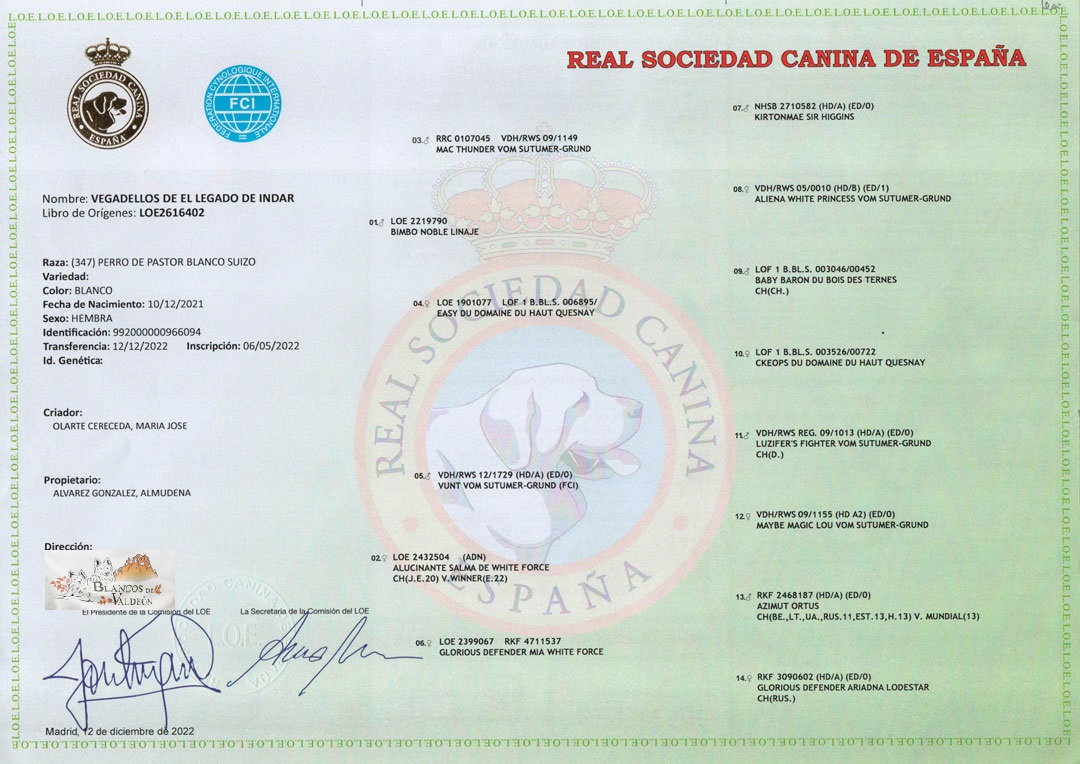 REAL SOCIEDAD CANINA DE ESPAÑA
REAL SOCIEDAD CANINA
ESPAÑA
FEDERATION CYNOLOGIQUE INTERNATIONALE
FCI
Nombre: VEGADELLOS DE EL LEGADO DE INDAR
Libro de Orígenes: LOE2616402
Raza: (347) PERRO DE PASTOR BLANCO SUIZO
Variedad:
Color: BLANCO
Fecha de Nacimiento: 10/12/2021
Sexo: HEMBRA
Identificación: 992000000966094
Transferencia: 12/12/2022 Inscripción: 06/05/2022
Id. Genética:
Criador:
OLARTE CERECEDA, MARIA JOSE
Propietario:
ALVAREZ GONZALEZ, ALMUDENA
Dirección:
BLANCOS DE
VALDEÓN
El Presidente de la Comisión del LOE La Secretaria de la Comisión del LOE
Madrid, 12 de diciembre de 2022
01.♂ LOE 2219790
BIMBO NOBLE LINAJE
02.♀ LOE 2432504 (ADN)
ALUCINANTE SALMA DE WHITE FORCE
CH(J.E.20) V.WINNER(E.22)
03.♂ RRC 0107045 VDH/RWS 09/1149
MAC THUNDER VOM SUTUMER-GRUND
04.♀ LOE 1901077 LOF 1 B.BL.S. 006895/
EASY DU DOMAINE DU HAUT QUESNAY
05.♂ VDH/RWS 12/1729 (HD/A) (ED/0)
VUNT VOM SUTUMER-GRUND (FCI)
06.♀ LOE 2399067 RKF 4711537
GLORIOUS DEFENDER MIA WHITE FORCE
07.♂ NHSB 2710582 (HD/A) (ED/0)
KIRTONMAE SIR HIGGINS
08.♀ VDH/RWS 05/0010 (HD/B) (ED/1)
ALIENA WHITE PRINCESS VOM SUTUMER-GRUND
09.♂ LOF 1 B.BL.S. 003046/00452
BABY BARON DU BOIS DES TERNES
CH(CH.)
10.♀ LOF 1 B.BL.S. 003526/00722
CKEOPS DU DOMAINE DU HAUT QUESNAY
11.♂ VDH/RWS REG. 09/1013 (HD/A) (ED/0)
LUZIFER'S FIGHTER VOM SUTUMER-GRUND
CH(D.)
12.♀ VDH/RWS 09/1155 (HD A2) (ED/0)
MAYBE MAGIC LOU VOM SUTUMER-GRUND
13.♂ RKF 2468187 (HD/A) (ED/0)
AZIMUT ORTUS
CH(BE.,LT.,UA.,RUS.11,EST.13,H.13) V. MUNDIAL(13)
14.♀ RKF 3090602 (HD/A) (ED/0)
GLORIOUS DEFENDER ARIADNA LODESTAR
CH(RUS.)
REAL SOCIEDAD CANINA
ESPAÑA